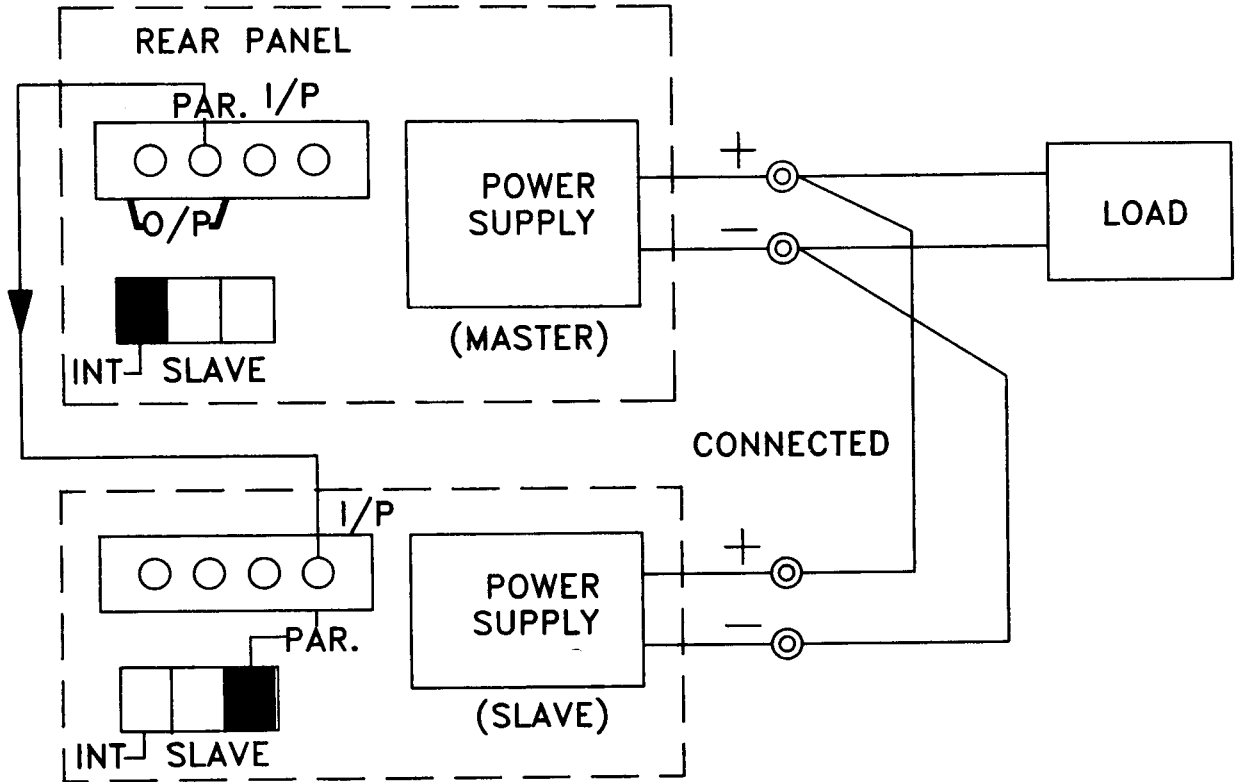 REAR PANEL
PAR. I/P
O/P
INT SLAVE
POWER
SUPPLY
(MASTER)
+
−
LOAD
CONNECTED
I/P
PAR.
INT SLAVE
POWER
SUPPLY
(SLAVE)
+
−